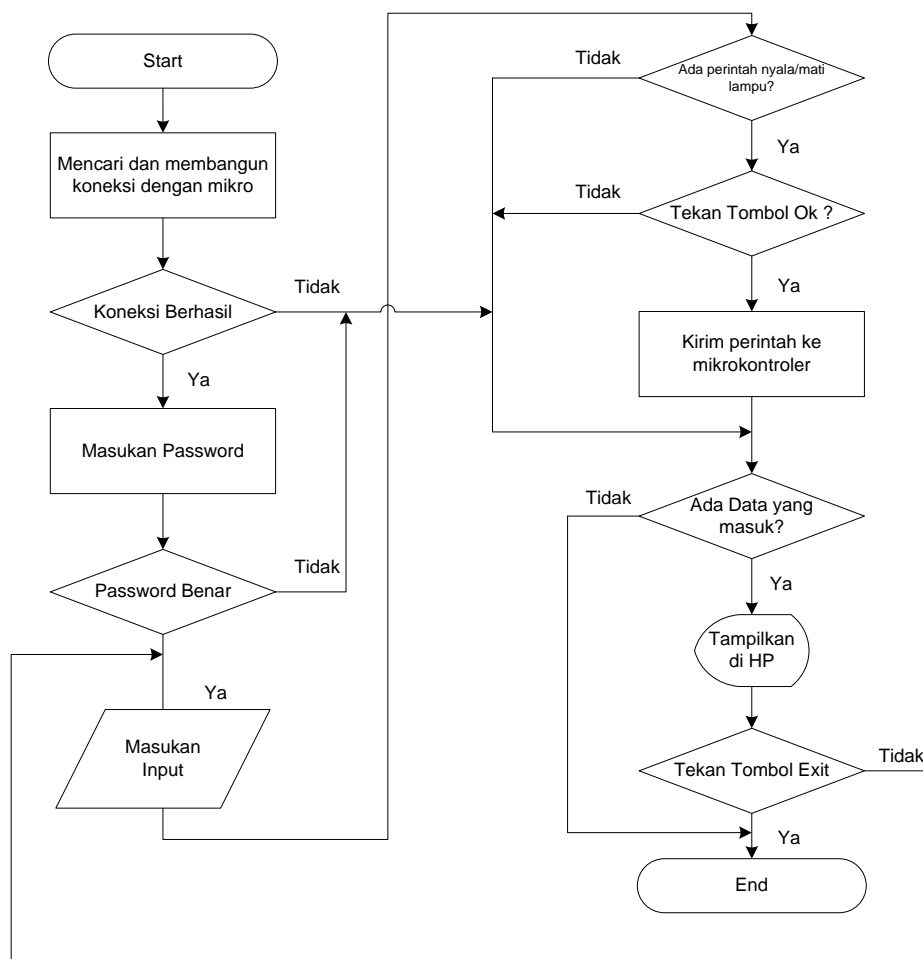 Start
Mencari dan membangun
koneksi dengan mikro
Koneksi Berhasil
Tidak
Ya
Masukan Password
Password Benar
Tidak
Ya
Masukan
Input
Ada perintah nyala/mati
lampu?
Tidak
Ya
Tekan Tombol Ok ?
Tidak
Ya
Kirim perintah ke
mikrokontroler
Ada Data yang
masuk?
Tidak
Ya
Tampilkan
di HP
Tekan Tombol Exit
Tidak
Ya
End